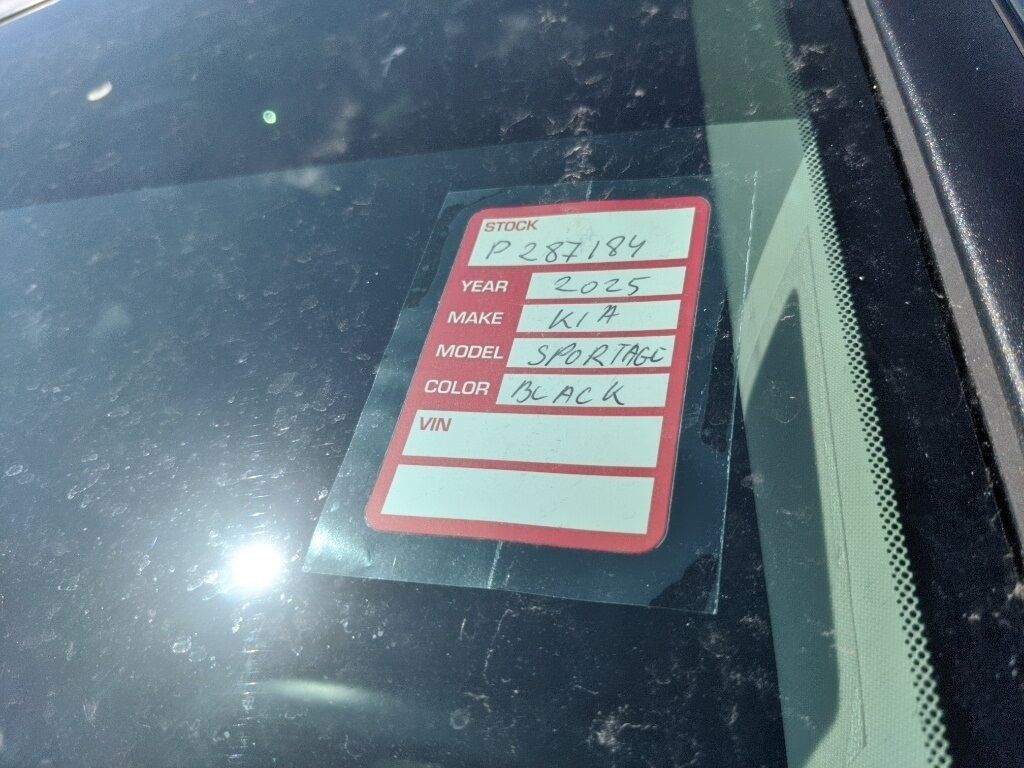 STOCK
P287184
YEAR 2025
MAKE KIA
MODEL SPORTAGE
COLOR BLACK
VIN